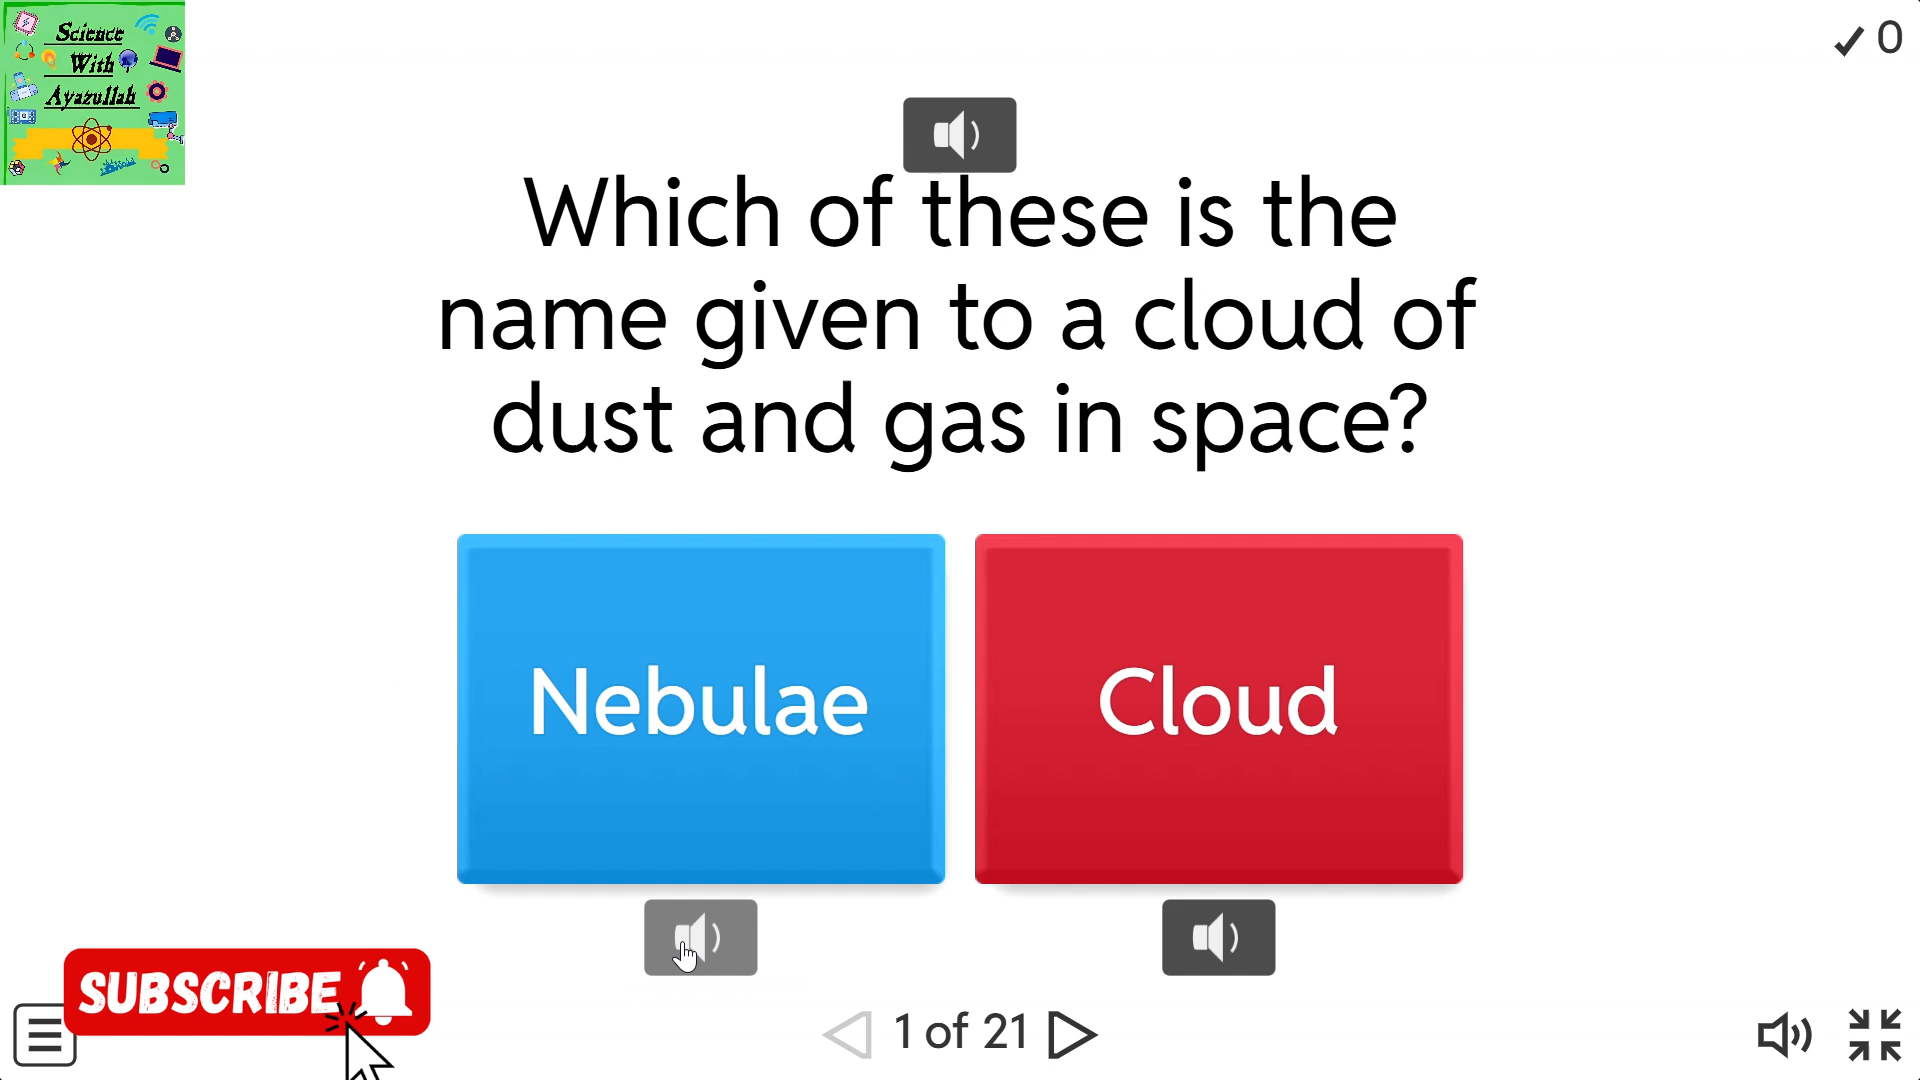 Science
With
Ayazullah
0
Which of these is the
name given to a cloud of
dust and gas in space?
Nebulae
Cloud
SUBSCRIBE
1 of 21